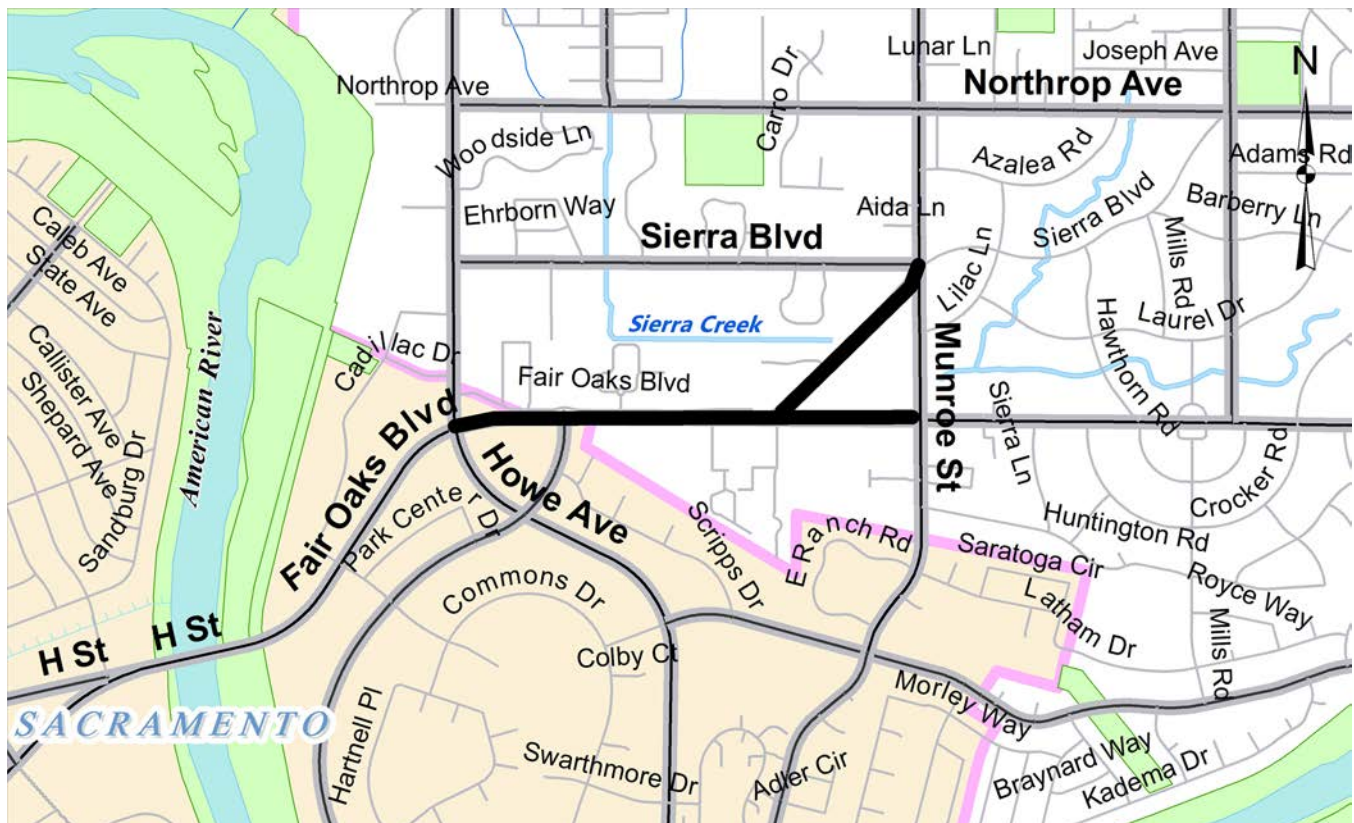 Lunar Ln
Joseph Ave
N
Northrop Ave
Northrop Ave
Carro Dr
Woodside Ln
Azalea Rd
Adams Rd
Ehrborn Way
Aida Ln
Sierra Blvd
Barberry Ln
Sierra Blvd
Mills Rd
Lilac Ln
Caleb Ave
State Ave
Callister Ave
Shepard Ave
Sandburg Dr
American River
Cadillac Dr
Sierra Creek
Munroe St
Hawthorn Rd
Laurel Dr
Fair Oaks Blvd
Fair Oaks Blvd
Howe Ave
Park Center Dr
Sierra Ln
Crocker Rd
Scripps Dr
E Ranch Rd
Huntington Rd
Saratoga Cir
Royce Way
Latham Dr
Mills Rd
Commons Dr
Colby Ct
H St
H St
SACRAMENTO
Hartnell Pl
Morley Way
Swarthmore Dr
Adler Cir
Braynard Way
Kadema Dr